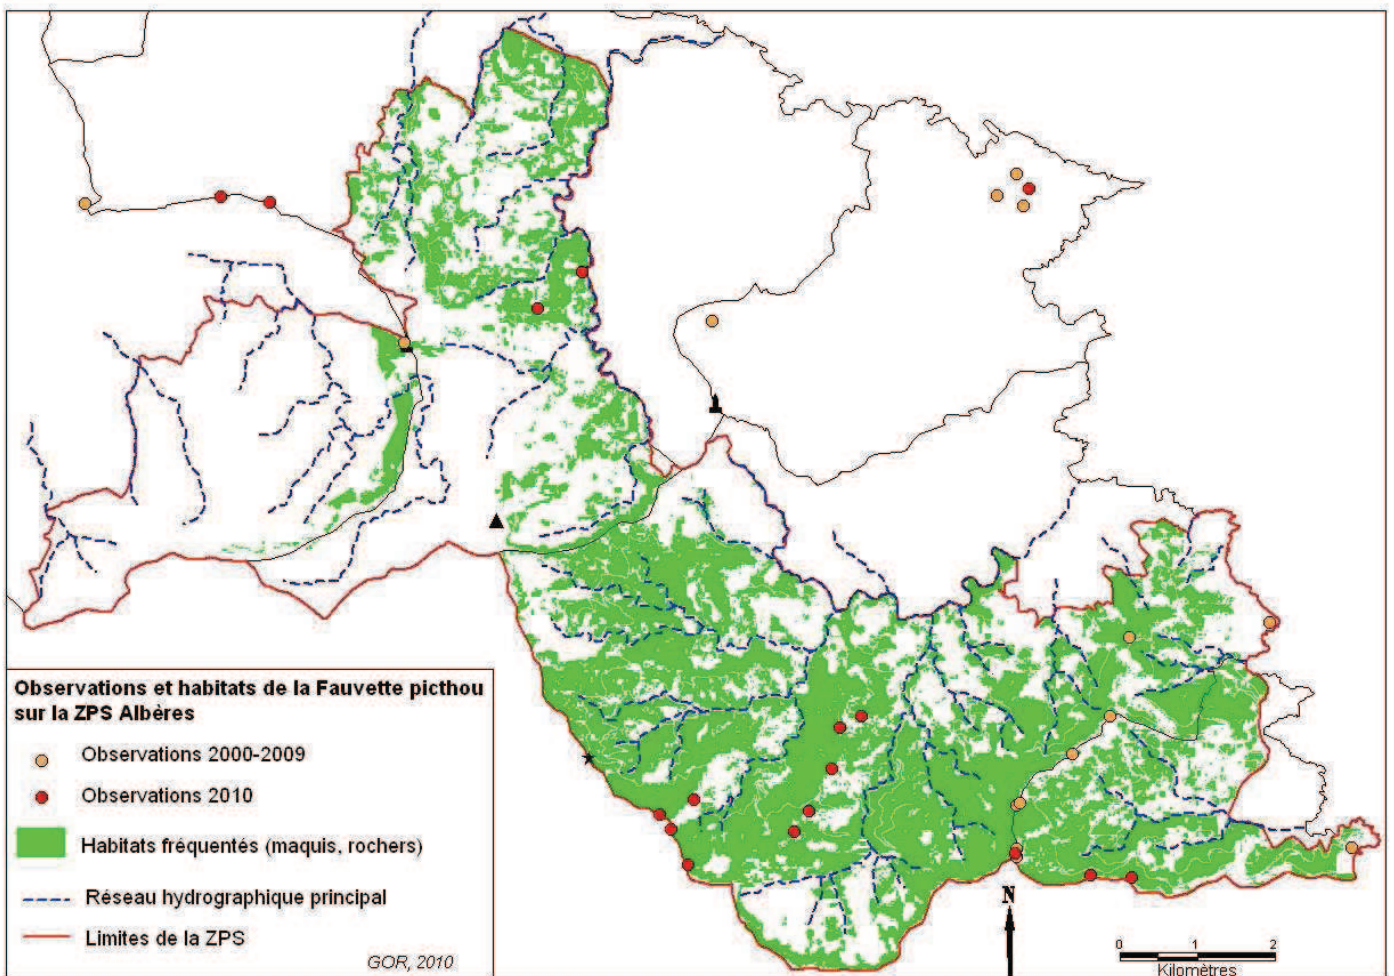 Observations et habitats de la Fauvette picthou
sur la ZPS Albères
Observations 2000-2009
Observations 2010
Habitats fréquentés (maquis, rochers)
Réseau hydrographique principal
Limites de la ZPS
GOR, 2010
N
0 1 2
Kilomètres